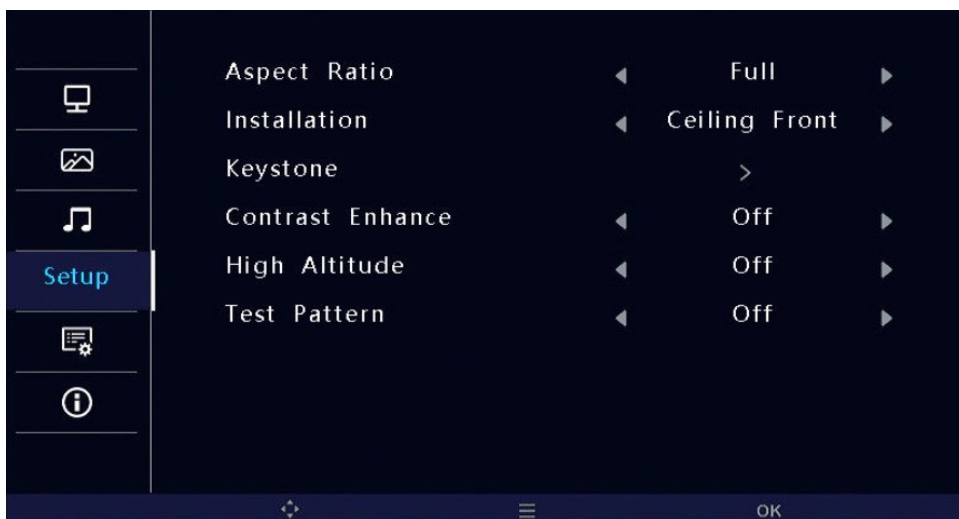 Aspect Ratio Full
Installation Ceiling Front
Keystone >
Contrast Enhance Off
Setup
High Altitude Off
Test Pattern Off
OK